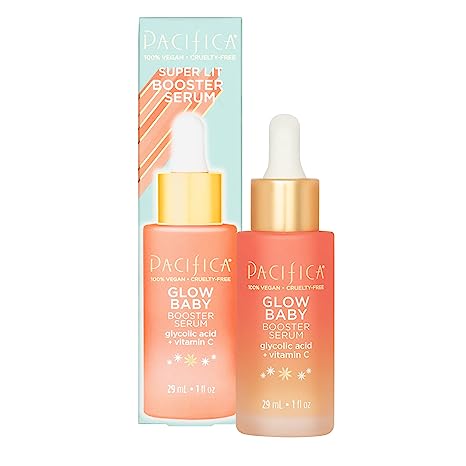 PACIFICA®
100% VEGAN • CRUELTY-FREE
SUPER LIT
BOOSTER
SERUM
PACIFICA®
100% VEGAN • CRUELTY-FREE
GLOW
BABY
BOOSTER
SERUM
glycolic acid
+ vitamin C
29 mL • 1 fl oz
PACIFICA®
100% VEGAN • CRUELTY-FREE
GLOW
BABY
BOOSTER
SERUM
glycolic acid
+ vitamin C
29 mL • 1 fl oz